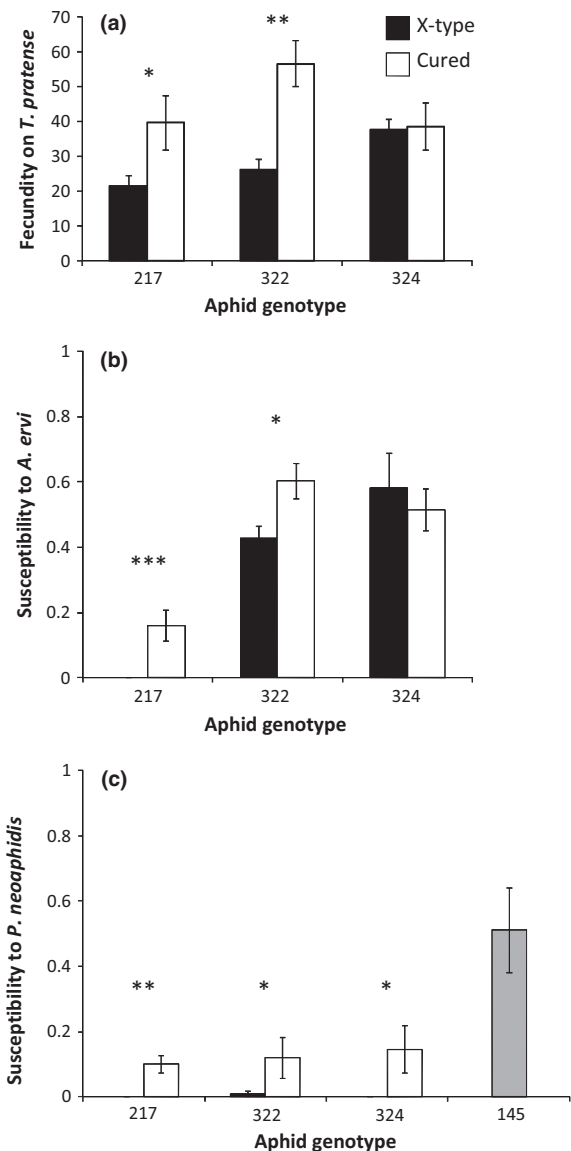 (a)
X-type
Cured
Fecundity on T. pratense
70
60
50
40
30
20
10
0
*
**
217 322 324
Aphid genotype
(b)
Susceptibility to A. ervi
1
0.8
0.6
0.4
0.2
0
***
*
217 322 324
Aphid genotype
(c)
Susceptibility to P. neoaphidis
1
0.8
0.6
0.4
0.2
0
** * *
217 322 324 145
Aphid genotype